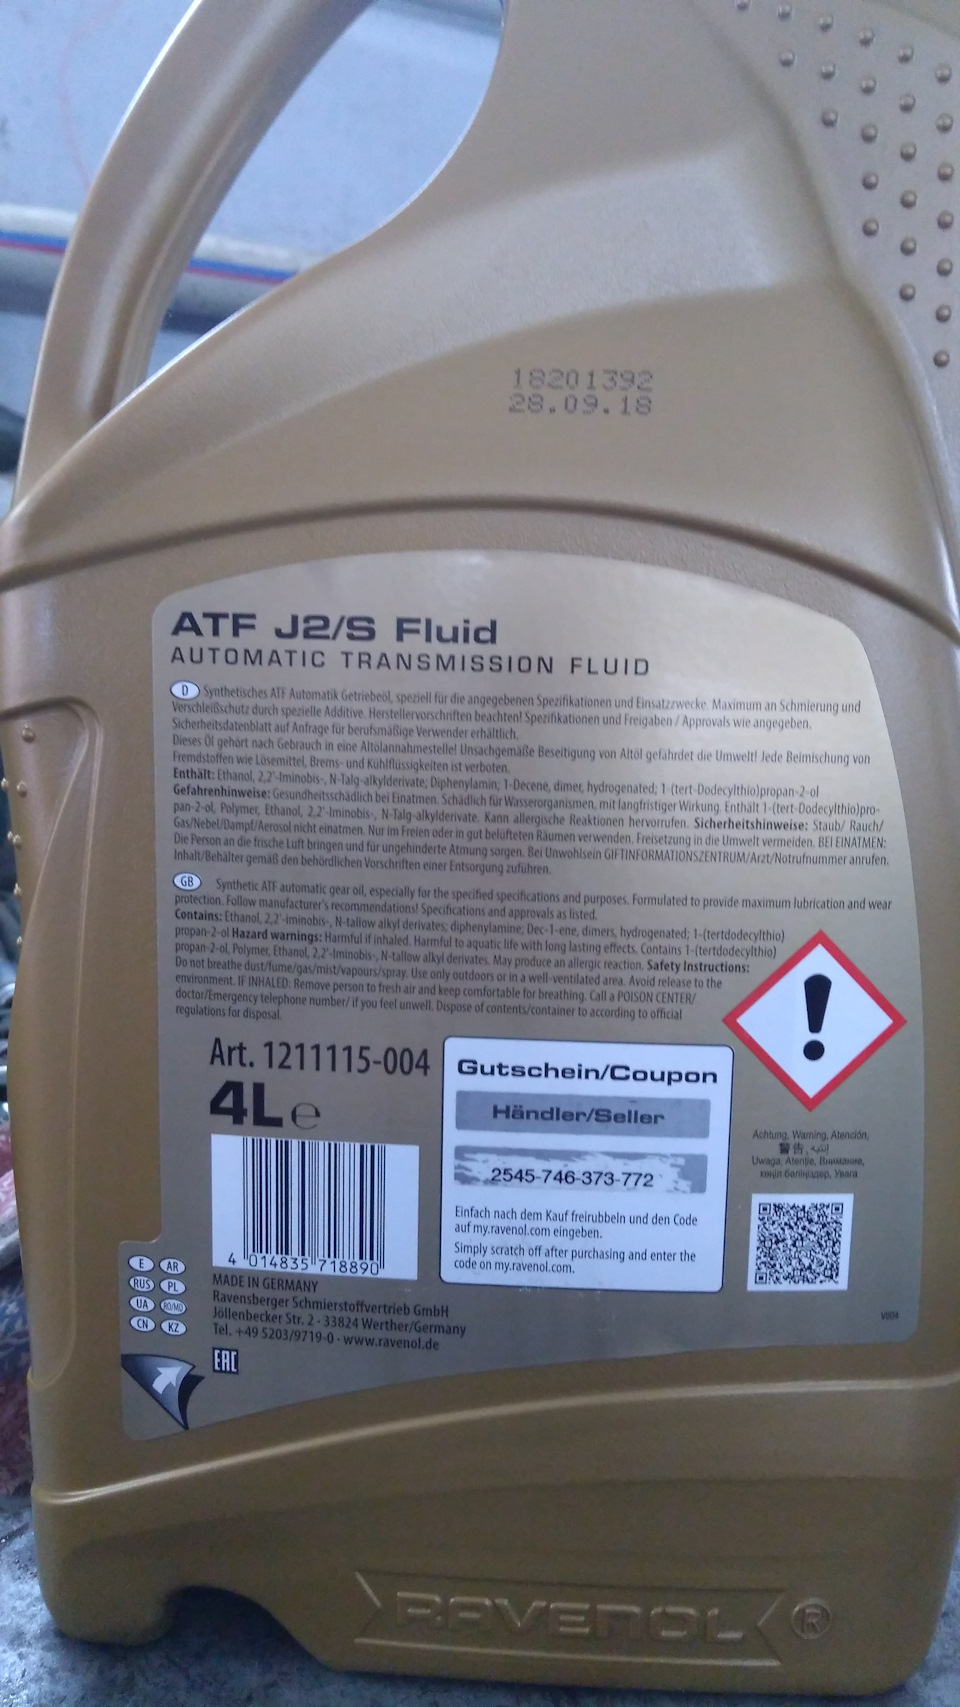 18201392
28.09.18
ATF J2/S Fluid
AUTOMATIC TRANSMISSION FLUID
D Synthetisches ATF Automatik Getriebeöl, speziell für die angegebenen Spezifikationen und Einsatzzwecke. Maximum an Schmierung und
Verschleißschutz durch spezielle Additive. Herstellervorschriften beachten! Spezifikationen und Freigaben / Approvals wie angegeben.
Sicherheitsdatenblatt auf Anfrage für berufsmäßige Verwender erhältlich.
Dieses Öl gehört nach Gebrauch in eine Altölannahmestelle! Unsachgemäße Beseitigung von Altöl gefährdet die Umwelt! Jede Beimischung von
Fremdstoffen wie Lösemittel, Brems- und Kühlflüssigkeiten ist verboten.
Enthält: Ethanol, 2,2'-Iminobis-, N-Talg-alkylderivate; Diphenylamin; 1-Decene, dimer, hydrogenated; 1-(tert-Dodecylthio)propan-2-ol
Gefahrenhinweise: Gesundheitsschädlich bei Einatmen. Schädlich für Wasserorganismen, mit langfristiger Wirkung. Enthält 1-(tert-Dodecylthio)pro-
pan-2-ol, Polymer, Ethanol, 2,2'-Iminobis-, N-Talg-alkylderivate. Kann allergische Reaktionen hervorrufen. Sicherheitshinweise: Staub/ Rauch/
Gas/Nebel/Dampf/Aerosol nicht einatmen. Nur im Freien oder in gut belüfteten Räumen verwenden. Freisetzung in die Umwelt vermeiden. BEI EINATMEN:
Die Person an die frische Luft bringen und für ungehinderte Atmung sorgen. Bei Unwohlsein GIFTINFORMATIONSZENTRUM/Arzt/Notrufnummer anrufen.
Inhalt/Behälter gemäß den behördlichen Vorschriften einer Entsorgung zuführen.
GB Synthetic ATF automatic gear oil, especially for the specified specifications and purposes. Formulated to provide maximum lubrication and wear
protection. Follow manufacturer's recommendations! Specifications and approvals as listed.
Contains: Ethanol, 2,2'-iminobis-, N-tallow alkyl derivates; diphenylamine; Dec-1-ene, dimers, hydrogenated; 1-(tertdodecylthio)
propan-2-ol Hazard warnings: Harmful if inhaled. Harmful to aquatic life with long lasting effects. Contains 1-(tertdodecylthio)
propan-2-ol, Polymer, Ethanol, 2,2'-Iminobis-, N-tallow alkyl derivates. May produce an allergic reaction. Safety Instructions:
Do not breathe dust/fume/gas/mist/vapours/spray. Use only outdoors or in a well-ventilated area. Avoid release to the
environment. IF INHALED: Remove person to fresh air and keep comfortable for breathing. Call a POISON CENTER/
doctor/Emergency telephone number/ if you feel unwell. Dispose of contents/container to according to official
regulations for disposal.
Art. 1211115-004
4L e
4 014835 718890
Gutschein/Coupon
Händler/Seller
2545-746-373-772
Einfach nach dem Kauf freirubbeln und den Code
auf my.ravenol.com eingeben.
Simply scratch off after purchasing and enter the
code on my.ravenol.com.
Achtung, Warning, Atención,
警告,
Uwaga, Atenţie, Внимание,
көңіл бөліңіздер, Увага
E AR
RUS PL
UA RO/MD
CN KZ
MADE IN GERMANY
Ravensberger Schmierstoffvertrieb GmbH
Jöllenbecker Str. 2 · 33824 Werther/Germany
Tel. +49 5203/9719-0 · www.ravenol.de
EAC
V004
RAVENOL ®